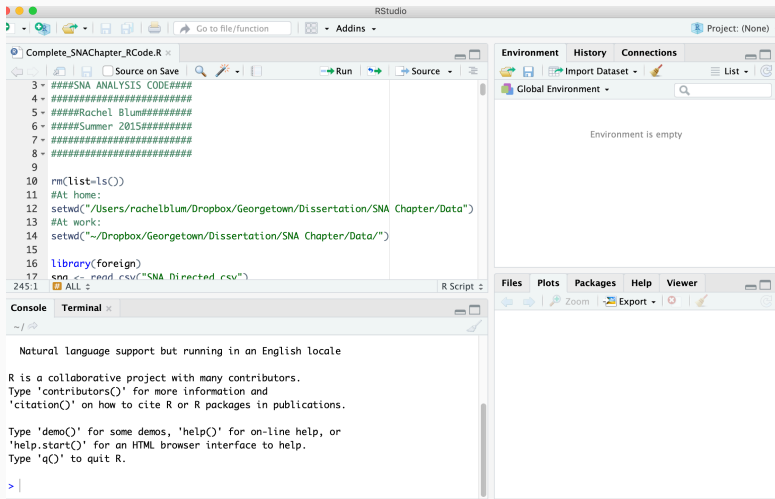 RStudio
Go to file/function
Addins
Project: (None)
Complete_SNAChapter_RCode.R
Source on Save
Run
Source
3 ####SNA ANALYSIS CODE####
4 #########################
5 #####Rachel Blum#########
6 #####Summer 2015#########
7 #########################
8 #########################
9
10 rm(list=ls())
11 #At home:
12 setwd("/Users/rachelblum/Dropbox/Georgetown/Dissertation/SNA Chapter/Data")
13 #At work:
14 setwd("~/Dropbox/Georgetown/Dissertation/SNA Chapter/Data/")
15
16 library(foreign)
17 sna <- read.csv("SNA_Directed.csv")
245:1 # ALL R Script
Console Terminal
~/
Natural language support but running in an English locale
R is a collaborative project with many contributors.
Type 'contributors()' for more information and
'citation()' on how to cite R or R packages in publications.
Type 'demo()' for some demos, 'help()' for on-line help, or
'help.start()' for an HTML browser interface to help.
Type 'q()' to quit R.
>
Environment History Connections
Import Dataset List
Global Environment
Environment is empty
Files Plots Packages Help Viewer
Zoom Export